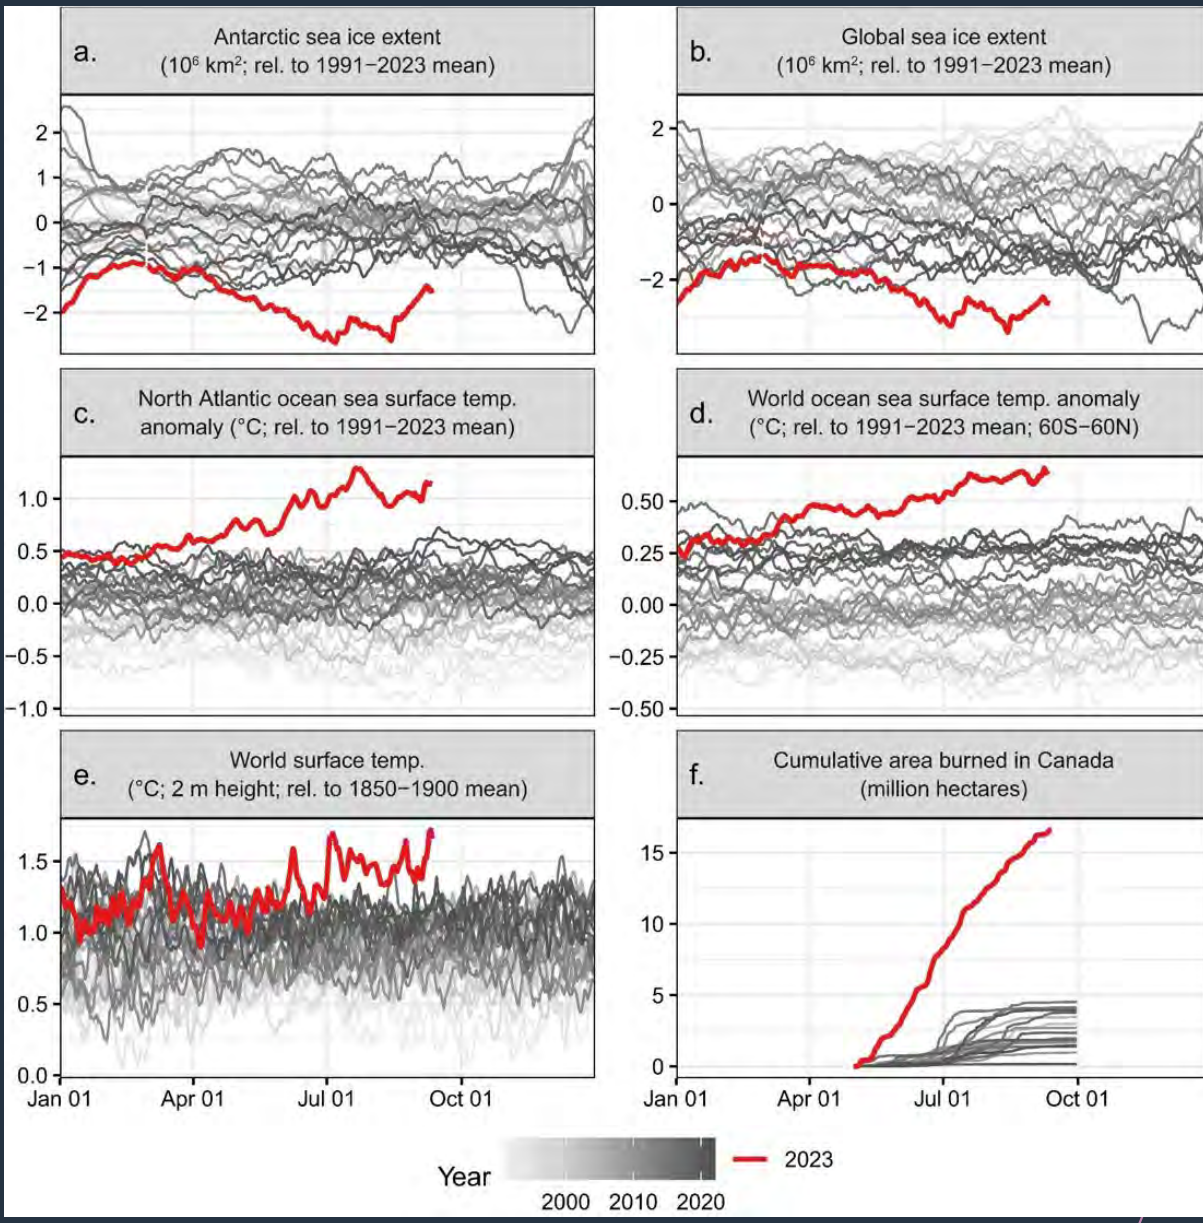 a.
Antarctic sea ice extent
(10⁶ km²; rel. to 1991−2023 mean)
2
1
0
−1
−2
b.
Global sea ice extent
(10⁶ km²; rel. to 1991−2023 mean)
2
0
−2
c.
North Atlantic ocean sea surface temp.
anomaly (°C; rel. to 1991−2023 mean)
1.0
0.5
0.0
−0.5
−1.0
d.
World ocean sea surface temp. anomaly
(°C; rel. to 1991−2023 mean; 60S−60N)
0.50
0.25
0.00
−0.25
−0.50
e.
World surface temp.
(°C; 2 m height; rel. to 1850−1900 mean)
1.5
1.0
0.5
0.0
Jan 01 Apr 01 Jul 01 Oct 01
f.
Cumulative area burned in Canada
(million hectares)
15
10
5
0
Jan 01 Apr 01 Jul 01 Oct 01
Year
2000 2010 2020
2023